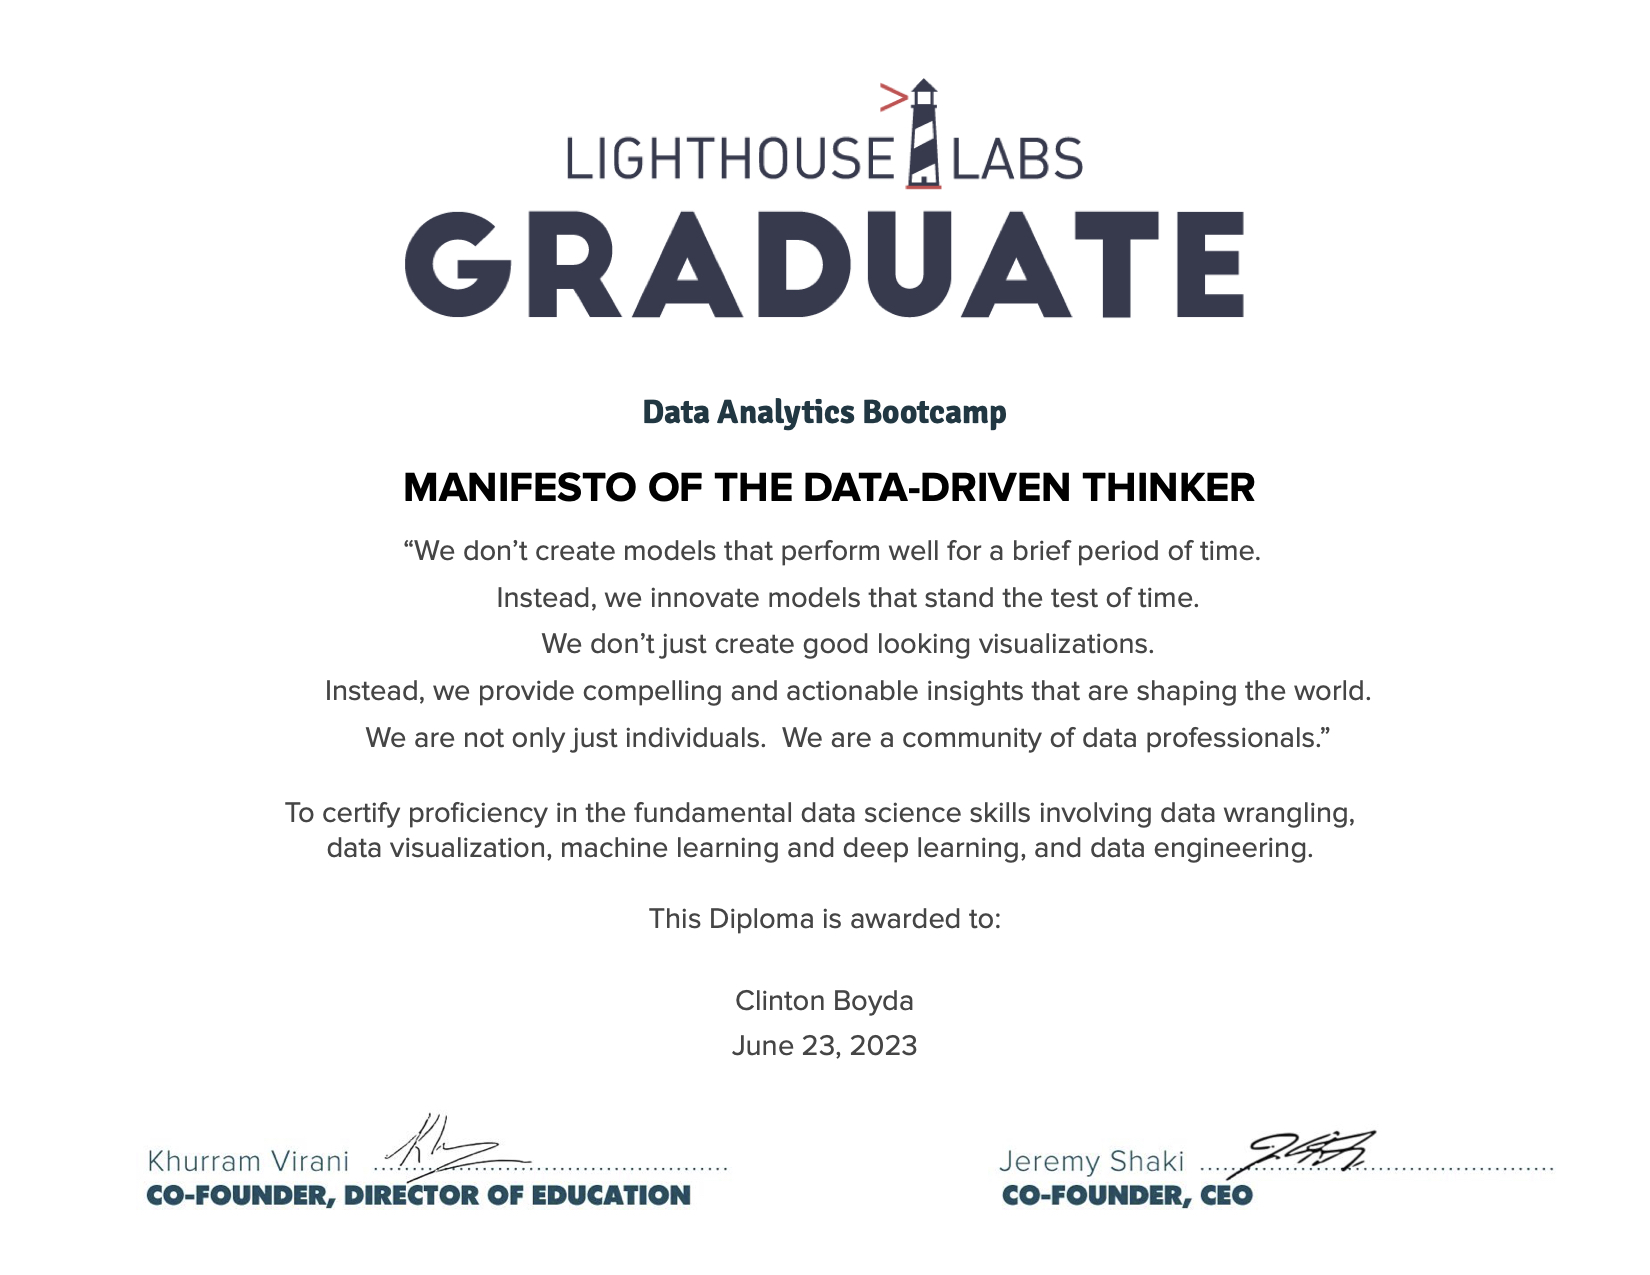 LIGHTHOUSE LABS
GRADUATE
Data Analytics Bootcamp
MANIFESTO OF THE DATA-DRIVEN THINKER
“We don’t create models that perform well for a brief period of time.
Instead, we innovate models that stand the test of time.
We don’t just create good looking visualizations.
Instead, we provide compelling and actionable insights that are shaping the world.
We are not only just individuals.  We are a community of data professionals.”
To certify proficiency in the fundamental data science skills involving data wrangling,
data visualization, machine learning and deep learning, and data engineering.
This Diploma is awarded to:
Clinton Boyda
June 23, 2023
Khurram Virani
CO-FOUNDER, DIRECTOR OF EDUCATION
Jeremy Shaki
CO-FOUNDER, CEO